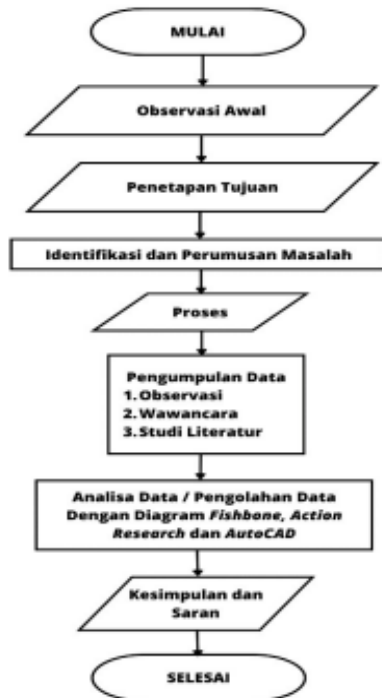 MULAI
Observasi Awal
Penetapan Tujuan
Identifikasi dan Perumusan Masalah
Proses
Pengumpulan Data
1. Observasi
2. Wawancara
3. Studi Literatur
Analisa Data / Pengolahan Data
Dengan Diagram Fishbone, Action
Research dan AutoCAD
Kesimpulan dan
Saran
SELESAI